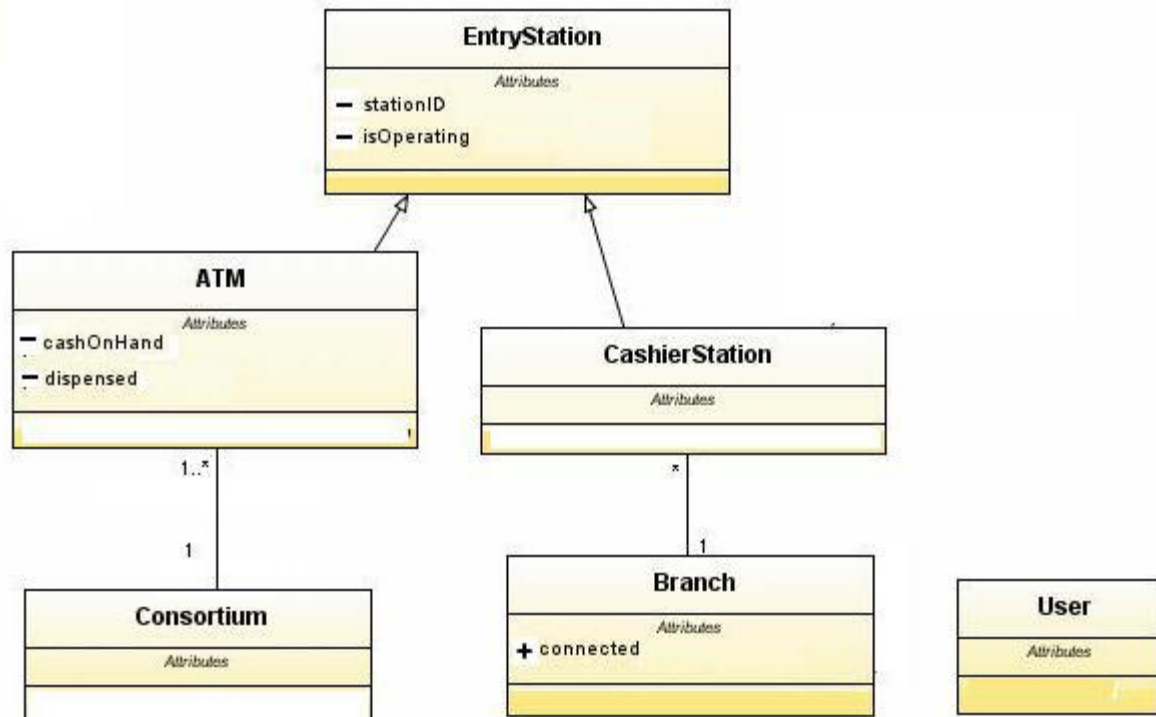 EntryStation
Attributes
− stationID
− isOperating
ATM
Attributes
− cashOnHand
− dispensed
CashierStation
Attributes
1..*
1
*
1
Consortium
Attributes
Branch
Attributes
+ connected
User
Attributes